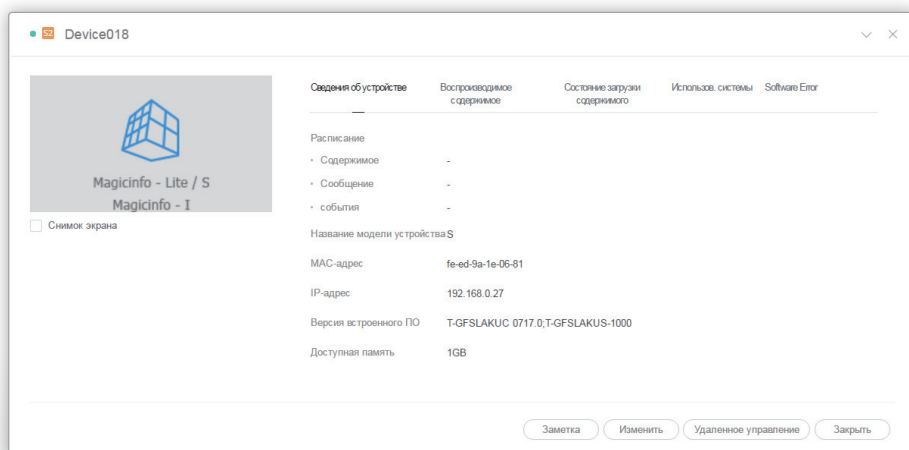 S2 Device018
Magicinfo - Lite / S
Magicinfo - I
Снимок экрана
Сведения об устройстве
Воспроизводимое
содержимое
Состояние загрузки
содержимого
Использов. системы
Software Error
Расписание
• Содержимое -
• Сообщение -
• события -
Название модели устройства S
MAC-адрес fe-ed-9a-1e-06-81
IP-адрес 192.168.0.27
Версия встроенного ПО T-GFSLAKUC 0717.0;T-GFSLAKUS-1000
Доступная память 1GB
Заметка
Изменить
Удаленное управление
Закрыть